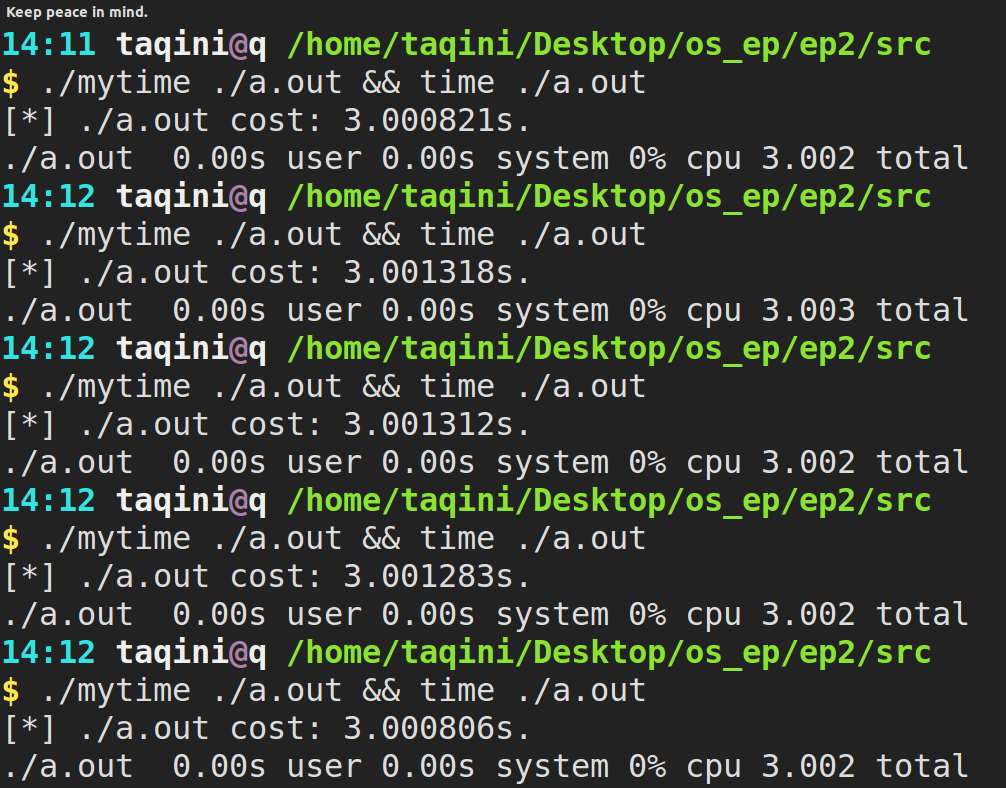 Keep peace in mind.
14:11 taqini@q /home/taqini/Desktop/os_ep/ep2/src
$ ./mytime ./a.out && time ./a.out
[*] ./a.out cost: 3.000821s.
./a.out  0.00s user 0.00s system 0% cpu 3.002 total
14:12 taqini@q /home/taqini/Desktop/os_ep/ep2/src
$ ./mytime ./a.out && time ./a.out
[*] ./a.out cost: 3.001318s.
./a.out  0.00s user 0.00s system 0% cpu 3.003 total
14:12 taqini@q /home/taqini/Desktop/os_ep/ep2/src
$ ./mytime ./a.out && time ./a.out
[*] ./a.out cost: 3.001312s.
./a.out  0.00s user 0.00s system 0% cpu 3.002 total
14:12 taqini@q /home/taqini/Desktop/os_ep/ep2/src
$ ./mytime ./a.out && time ./a.out
[*] ./a.out cost: 3.001283s.
./a.out  0.00s user 0.00s system 0% cpu 3.002 total
14:12 taqini@q /home/taqini/Desktop/os_ep/ep2/src
$ ./mytime ./a.out && time ./a.out
[*] ./a.out cost: 3.000806s.
./a.out  0.00s user 0.00s system 0% cpu 3.002 total